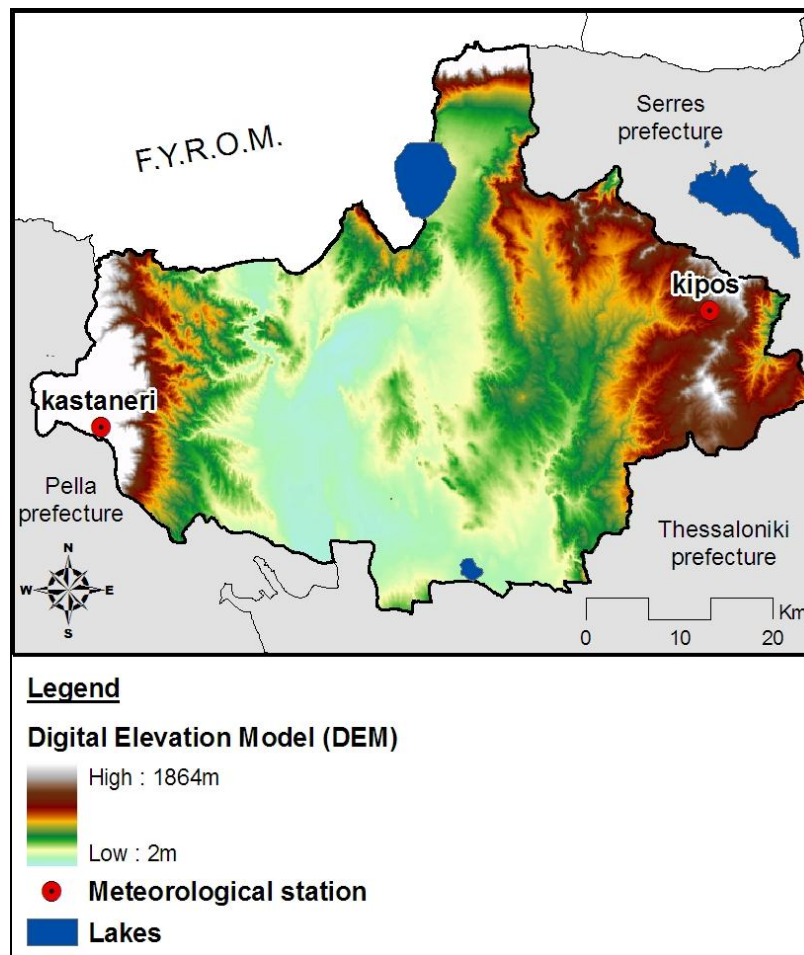 F.Y.R.O.M.
Serres
prefecture
kipos
kastaneri
Pella
prefecture
Thessaloniki
prefecture
N
W E
S
Km
0 10 20
Legend
Digital Elevation Model (DEM)
High : 1864m
Low : 2m
Meteorological station
Lakes